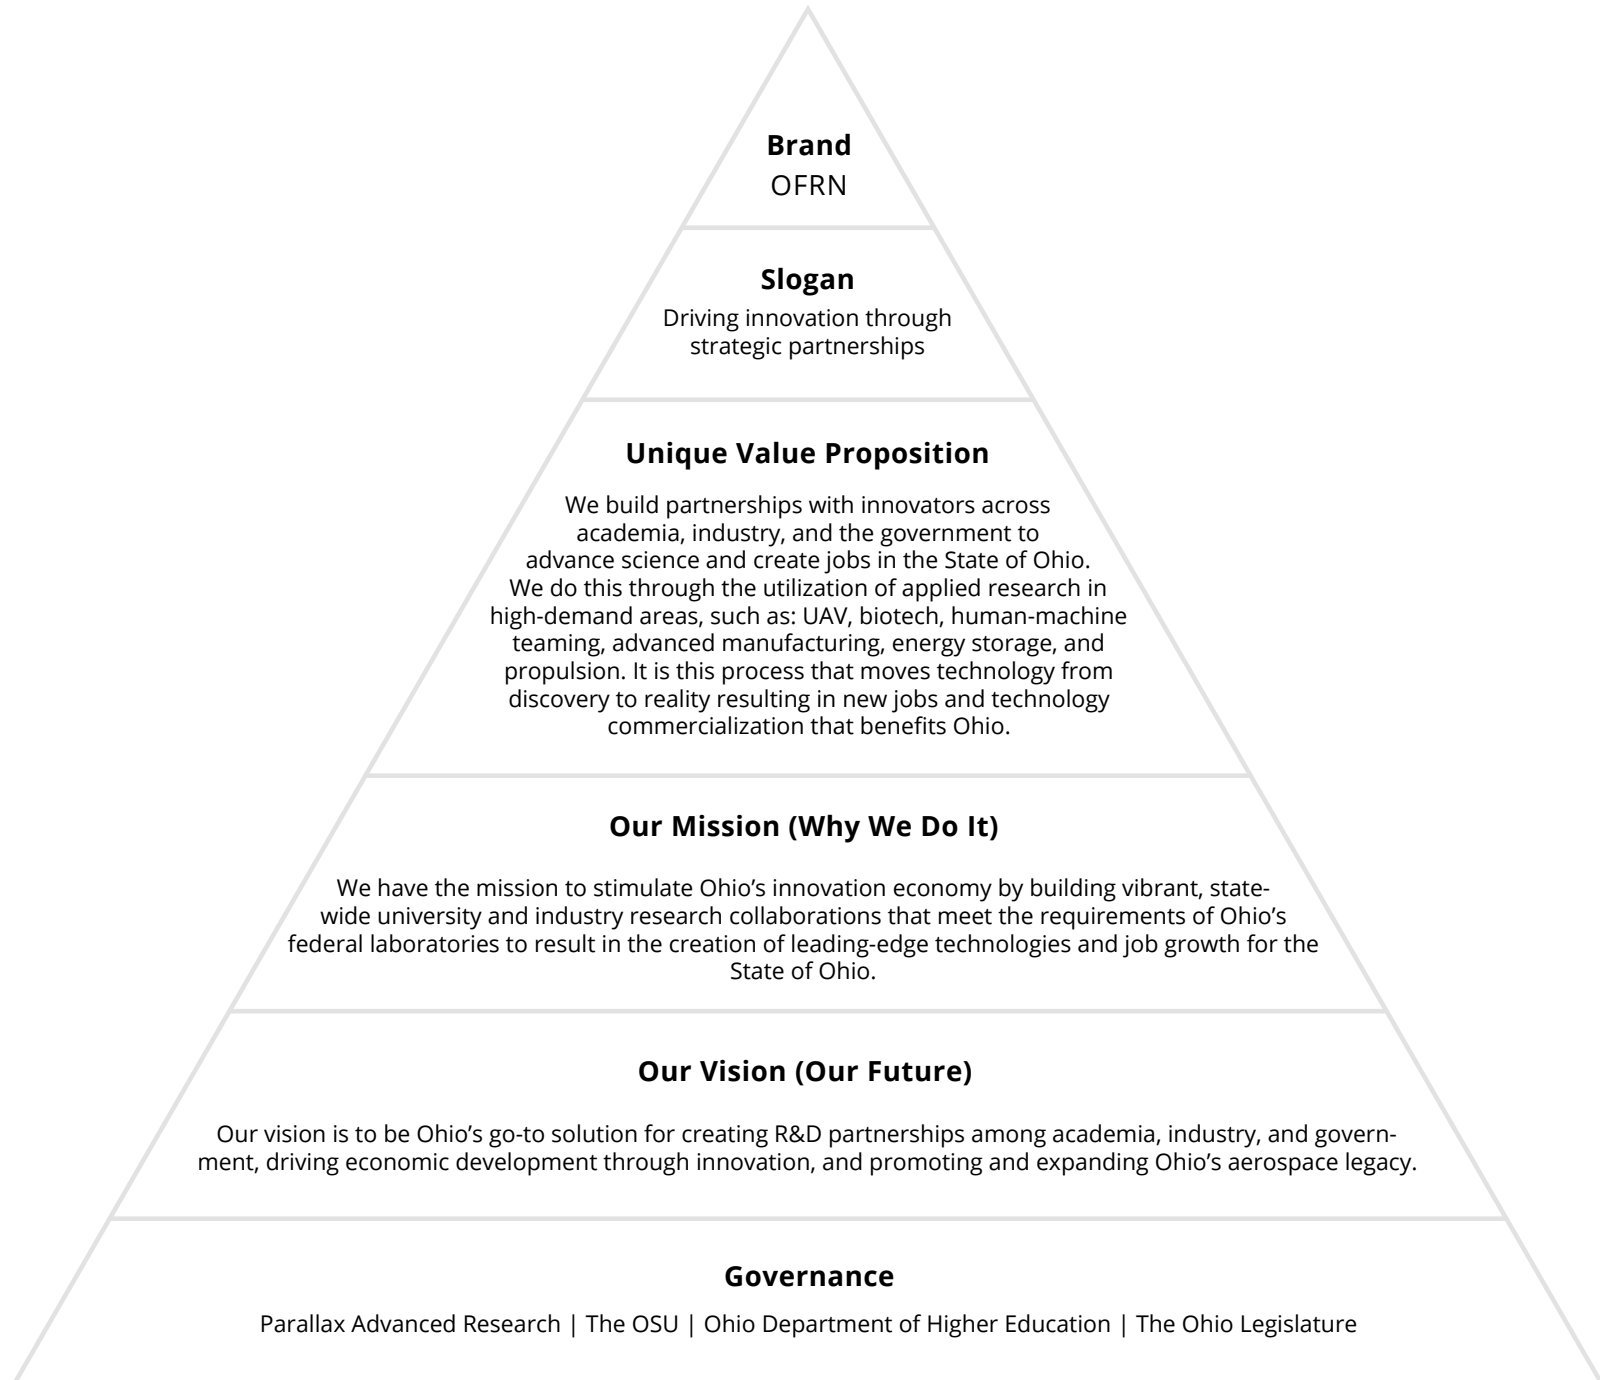 Brand
OFRN
Slogan
Driving innovation through
strategic partnerships
Unique Value Proposition
We build partnerships with innovators across
academia, industry, and the government to
advance science and create jobs in the State of Ohio.
We do this through the utilization of applied research in
high-demand areas, such as: UAV, biotech, human-machine
teaming, advanced manufacturing, energy storage, and
propulsion. It is this process that moves technology from
discovery to reality resulting in new jobs and technology
commercialization that benefits Ohio.
Our Mission (Why We Do It)
We have the mission to stimulate Ohio’s innovation economy by building vibrant, state-
wide university and industry research collaborations that meet the requirements of Ohio’s
federal laboratories to result in the creation of leading-edge technologies and job growth for the
State of Ohio.
Our Vision (Our Future)
Our vision is to be Ohio’s go-to solution for creating R&D partnerships among academia, industry, and govern-
ment, driving economic development through innovation, and promoting and expanding Ohio’s aerospace legacy.
Governance
Parallax Advanced Research | The OSU | Ohio Department of Higher Education | The Ohio Legislature